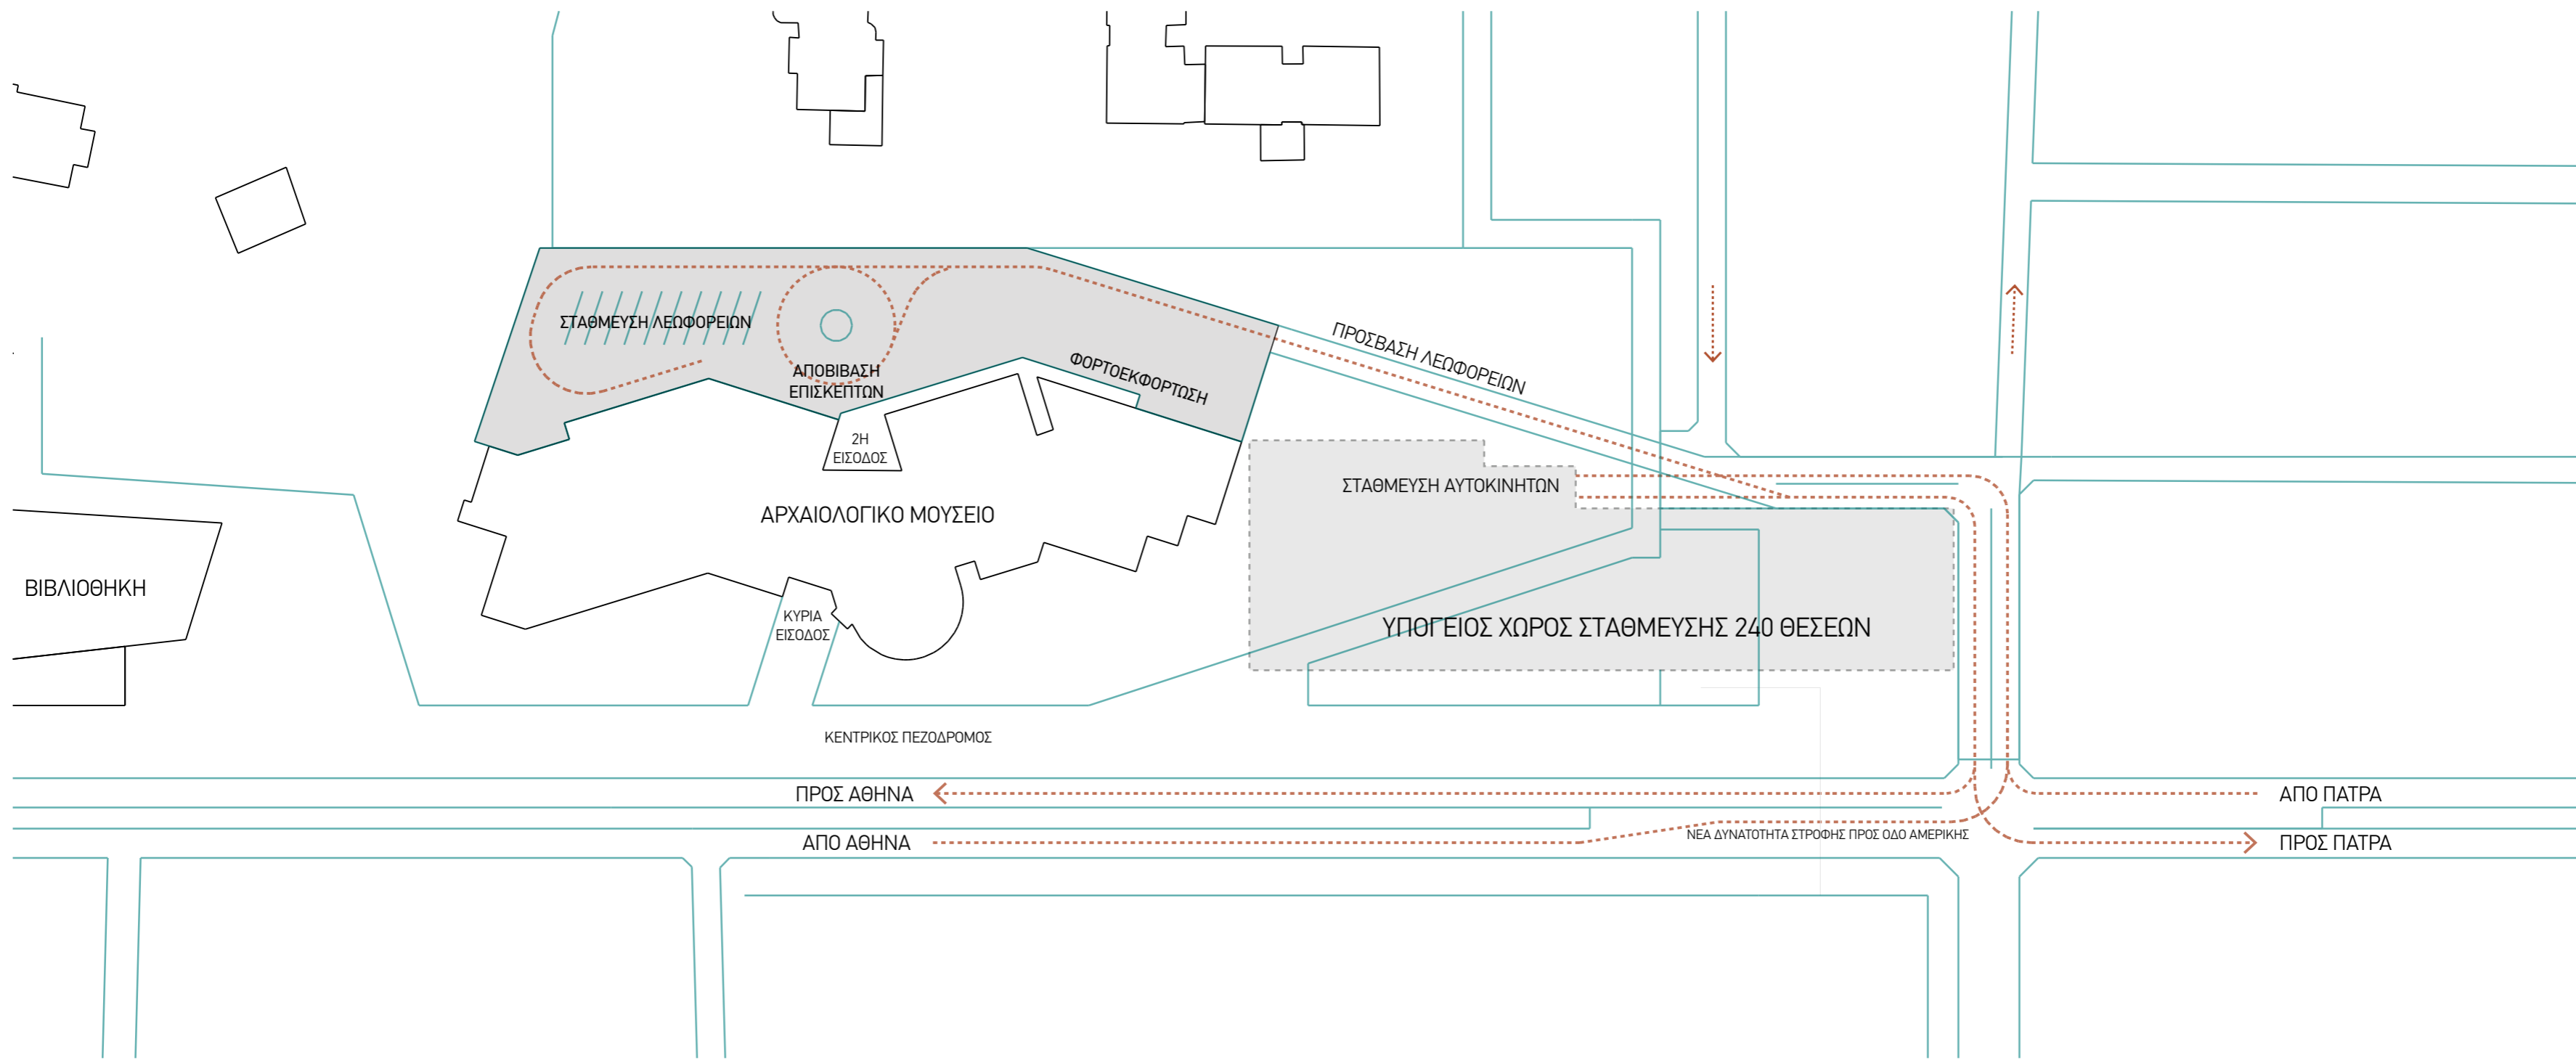 ΠΡΟΣΒΑΣΗ ΛΕΩΦΟΡΕΙΩΝ
ΣΤΑΘΜΕΥΣΗ ΛΕΩΦΟΡΕΙΩΝ
ΑΠΟΒΙΒΑΣΗ
ΕΠΙΣΚΕΠΤΩΝ
ΦΟΡΤΟΕΚΦΟΡΤΩΣΗ
2Η
ΕΙΣΟΔΟΣ
ΣΤΑΘΜΕΥΣΗ ΑΥΤΟΚΙΝΗΤΩΝ
ΑΡΧΑΙΟΛΟΓΙΚΟ ΜΟΥΣΕΙΟ
ΒΙΒΛΙΟΘΗΚΗ
ΚΥΡΙΑ
ΕΙΣΟΔΟΣ
ΥΠΟΓΕΙΟΣ ΧΩΡΟΣ ΣΤΑΘΜΕΥΣΗΣ 240 ΘΕΣΕΩΝ
ΚΕΝΤΡΙΚΟΣ ΠΕΖΟΔΡΟΜΟΣ
ΠΡΟΣ ΑΘΗΝΑ
ΑΠΟ ΠΑΤΡΑ
ΑΠΟ ΑΘΗΝΑ
ΝΕΑ ΔΥΝΑΤΟΤΗΤΑ ΣΤΡΟΦΗΣ ΠΡΟΣ ΟΔΟ ΑΜΕΡΙΚΗΣ
ΠΡΟΣ ΠΑΤΡΑ